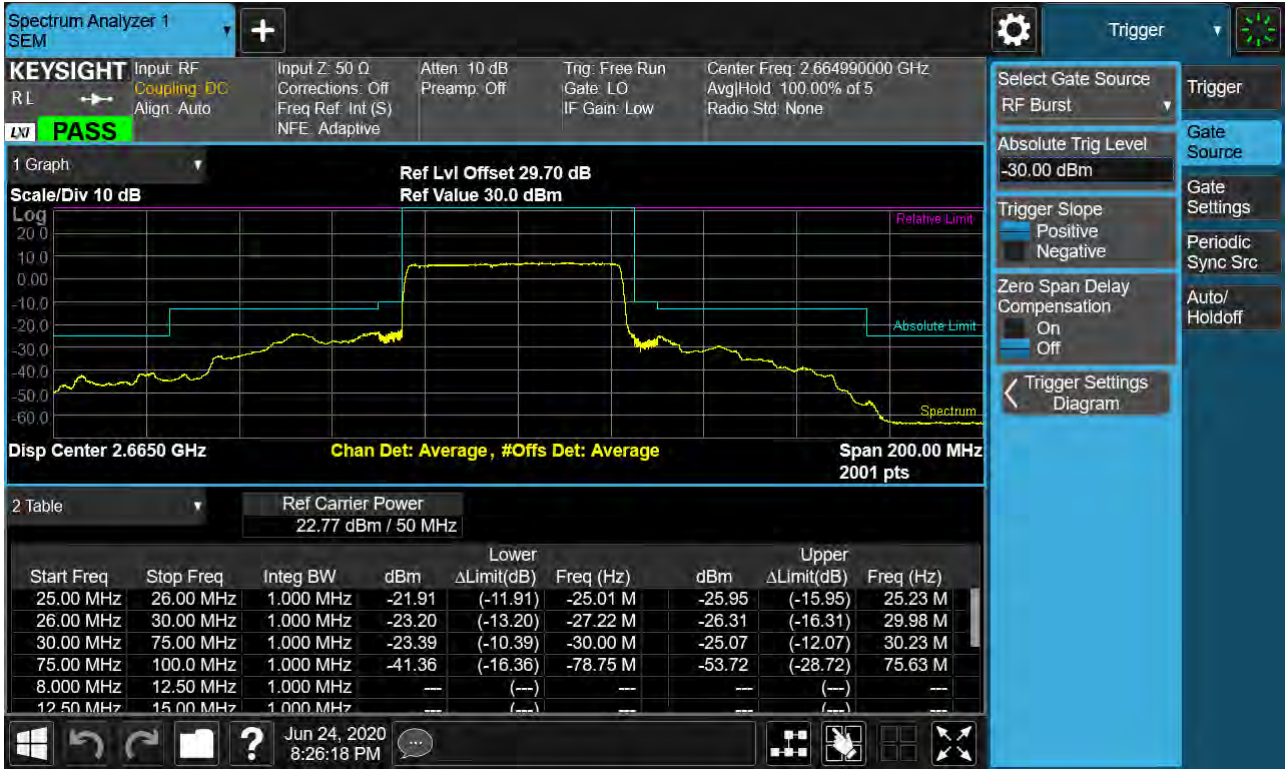 Spectrum Analyzer 1
SEM
Trigger
KEYSIGHT
R L
LXI
PASS
Input: RF
Coupling: DC
Align: Auto
Input Z: 50 Ω
Corrections: Off
Freq Ref: Int (S)
NFE: Adaptive
Atten: 10 dB
Preamp: Off
Trig: Free Run
Gate: LO
IF Gain: Low
Center Freq: 2.664990000 GHz
Avg|Hold: 100.00% of 5
Radio Std: None
1 Graph
Scale/Div 10 dB
Ref Lvl Offset 29.70 dB
Ref Value 30.0 dBm
Log
20.0
10.0
0.00
-10.0
-20.0
-30.0
-40.0
-50.0
-60.0
Relative Limit
Absolute Limit
Spectrum
Disp Center 2.6650 GHz
Chan Det: Average, #Offs Det: Average
Span 200.00 MHz
2001 pts
2 Table
Ref Carrier Power
22.77 dBm / 50 MHz
Lower Upper
Start Freq Stop Freq Integ BW dBm ΔLimit(dB) Freq (Hz) dBm ΔLimit(dB) Freq (Hz)
25.00 MHz 26.00 MHz 1.000 MHz -21.91 (-11.91) -25.01 M -25.95 (-15.95) 25.23 M
26.00 MHz 30.00 MHz 1.000 MHz -23.20 (-13.20) -27.22 M -26.31 (-16.31) 29.98 M
30.00 MHz 75.00 MHz 1.000 MHz -23.39 (-10.39) -30.00 M -25.07 (-12.07) 30.23 M
75.00 MHz 100.0 MHz 1.000 MHz -41.36 (-16.36) -78.75 M -53.72 (-28.72) 75.63 M
8.000 MHz 12.50 MHz 1.000 MHz --- (---) --- --- (---) ---
12.50 MHz 15.00 MHz 1.000 MHz --- (---) --- --- (---) ---
Jun 24, 2020
8:26:18 PM
Select Gate Source
RF Burst
Absolute Trig Level
-30.00 dBm
Trigger Slope
Positive
Negative
Zero Span Delay
Compensation
On
Off
Trigger Settings
Diagram
Trigger
Gate
Source
Gate
Settings
Periodic
Sync Src
Auto/
Holdoff